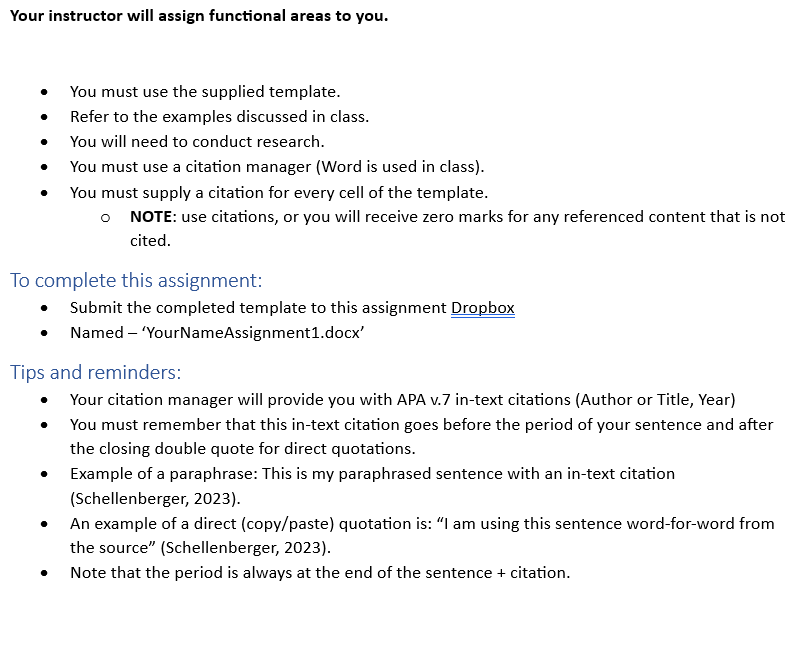 Your instructor will assign functional areas to you.
• You must use the supplied template.
• Refer to the examples discussed in class.
• You will need to conduct research.
• You must use a citation manager (Word is used in class).
• You must supply a citation for every cell of the template.
o NOTE: use citations, or you will receive zero marks for any referenced content that is not
cited.
To complete this assignment:
• Submit the completed template to this assignment Dropbox
• Named – ‘YourNameAssignment1.docx’
Tips and reminders:
• Your citation manager will provide you with APA v.7 in-text citations (Author or Title, Year)
• You must remember that this in-text citation goes before the period of your sentence and after
the closing double quote for direct quotations.
• Example of a paraphrase: This is my paraphrased sentence with an in-text citation
(Schellenberger, 2023).
• An example of a direct (copy/paste) quotation is: “I am using this sentence word-for-word from
the source” (Schellenberger, 2023).
• Note that the period is always at the end of the sentence + citation.